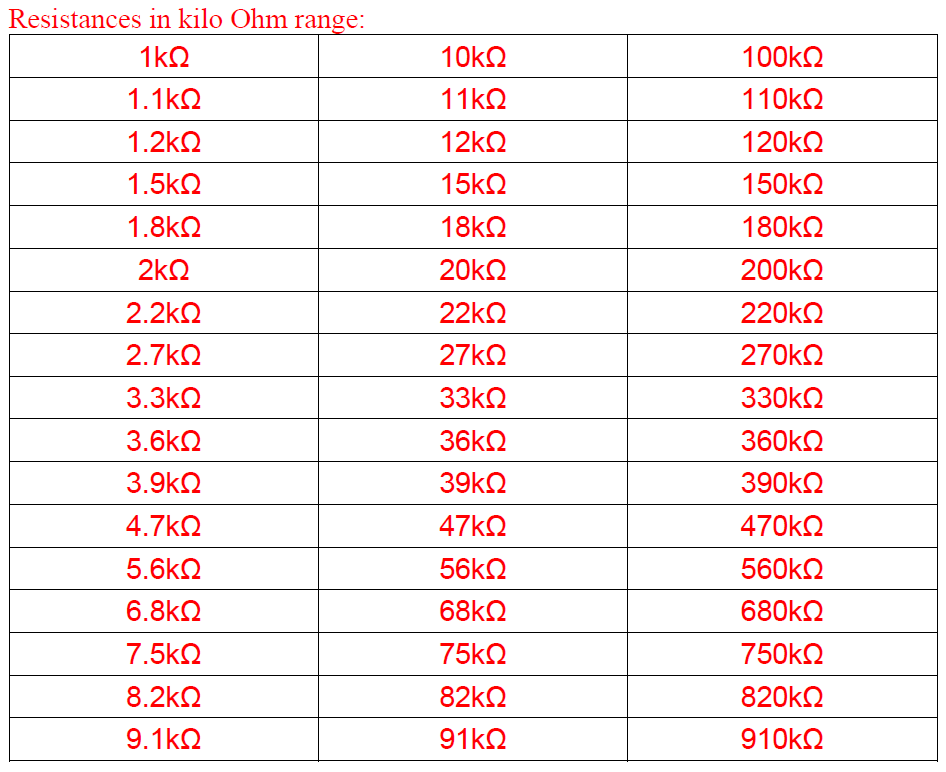 Resistances in kilo Ohm range:
1kΩ 10kΩ 100kΩ
1.1kΩ 11kΩ 110kΩ
1.2kΩ 12kΩ 120kΩ
1.5kΩ 15kΩ 150kΩ
1.8kΩ 18kΩ 180kΩ
2kΩ 20kΩ 200kΩ
2.2kΩ 22kΩ 220kΩ
2.7kΩ 27kΩ 270kΩ
3.3kΩ 33kΩ 330kΩ
3.6kΩ 36kΩ 360kΩ
3.9kΩ 39kΩ 390kΩ
4.7kΩ 47kΩ 470kΩ
5.6kΩ 56kΩ 560kΩ
6.8kΩ 68kΩ 680kΩ
7.5kΩ 75kΩ 750kΩ
8.2kΩ 82kΩ 820kΩ
9.1kΩ 91kΩ 910kΩ